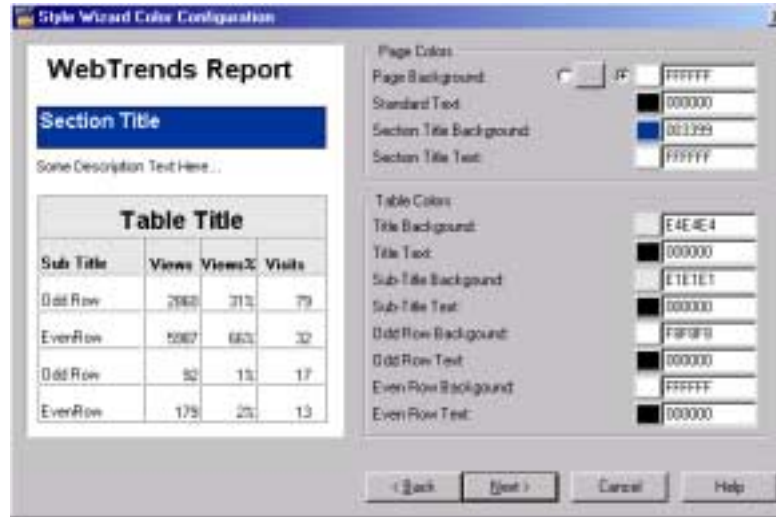 Style Wizard Color Configuration
WebTrends Report
Section Title
Some Description Text Here...
Table Title
Sub Title Views Views% Visits
Odd Row 31% 79
EvenRow 66% 32
Odd Row 92 1% 17
EvenRow 179 2% 13
Page Colors
Page Background: FFFFFF
Standard Text: 000000
Section Title Background: 003399
Section Title Text: FFFFFF
Table Colors
Title Background: E4E4E4
Title Text: 000000
Sub-Title Backgound: E1E1E1
Sub-Title Text: 000000
Odd Row Backgound: F8F8F8
Odd Row Text: 000000
Even Row Backgound: FFFFFF
Even Row Text: 000000
< Back Next > Cancel Help